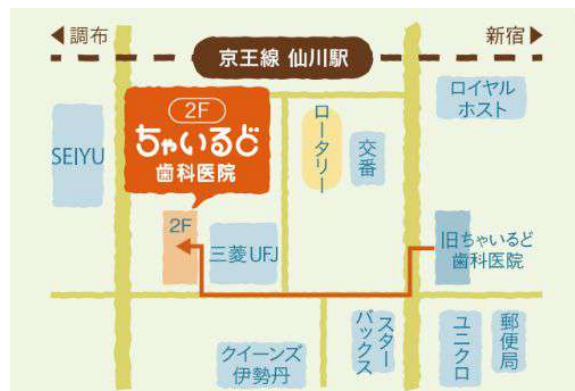 ◀調布
新宿▶
京王線 仙川駅
2F
ちゃいるど
歯科医院
SEIYU
ロータリー
交番
ロイヤル
ホスト
2F
三菱UFJ
旧ちゃいるど
歯科医院
クイーンズ
伊勢丹
スター
バックス
ユニクロ
郵便局